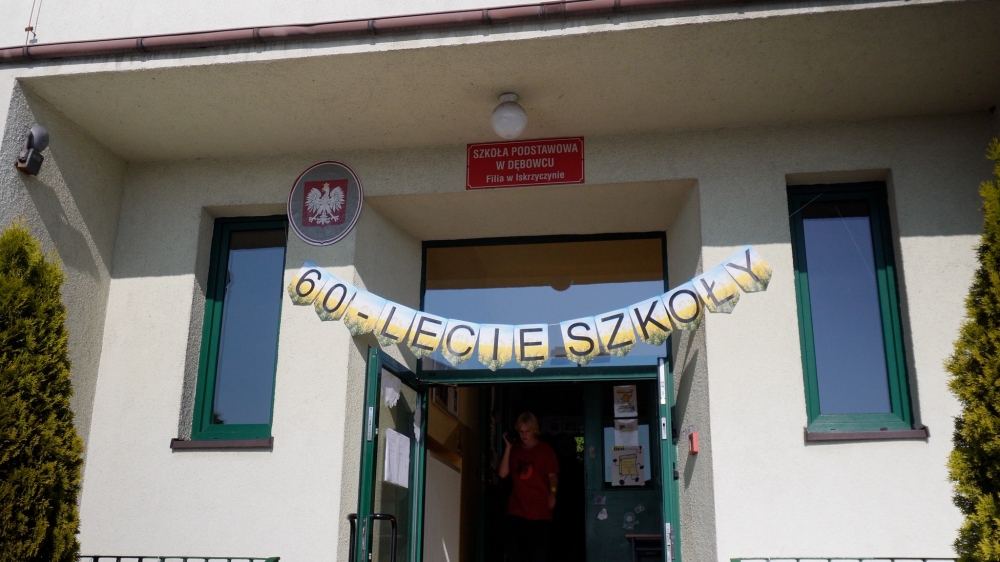 SZKOŁA PODSTAWOWA
W DĘBOWCU
Filia w Iskrzyczynie
60 - LECIE SZKOŁY